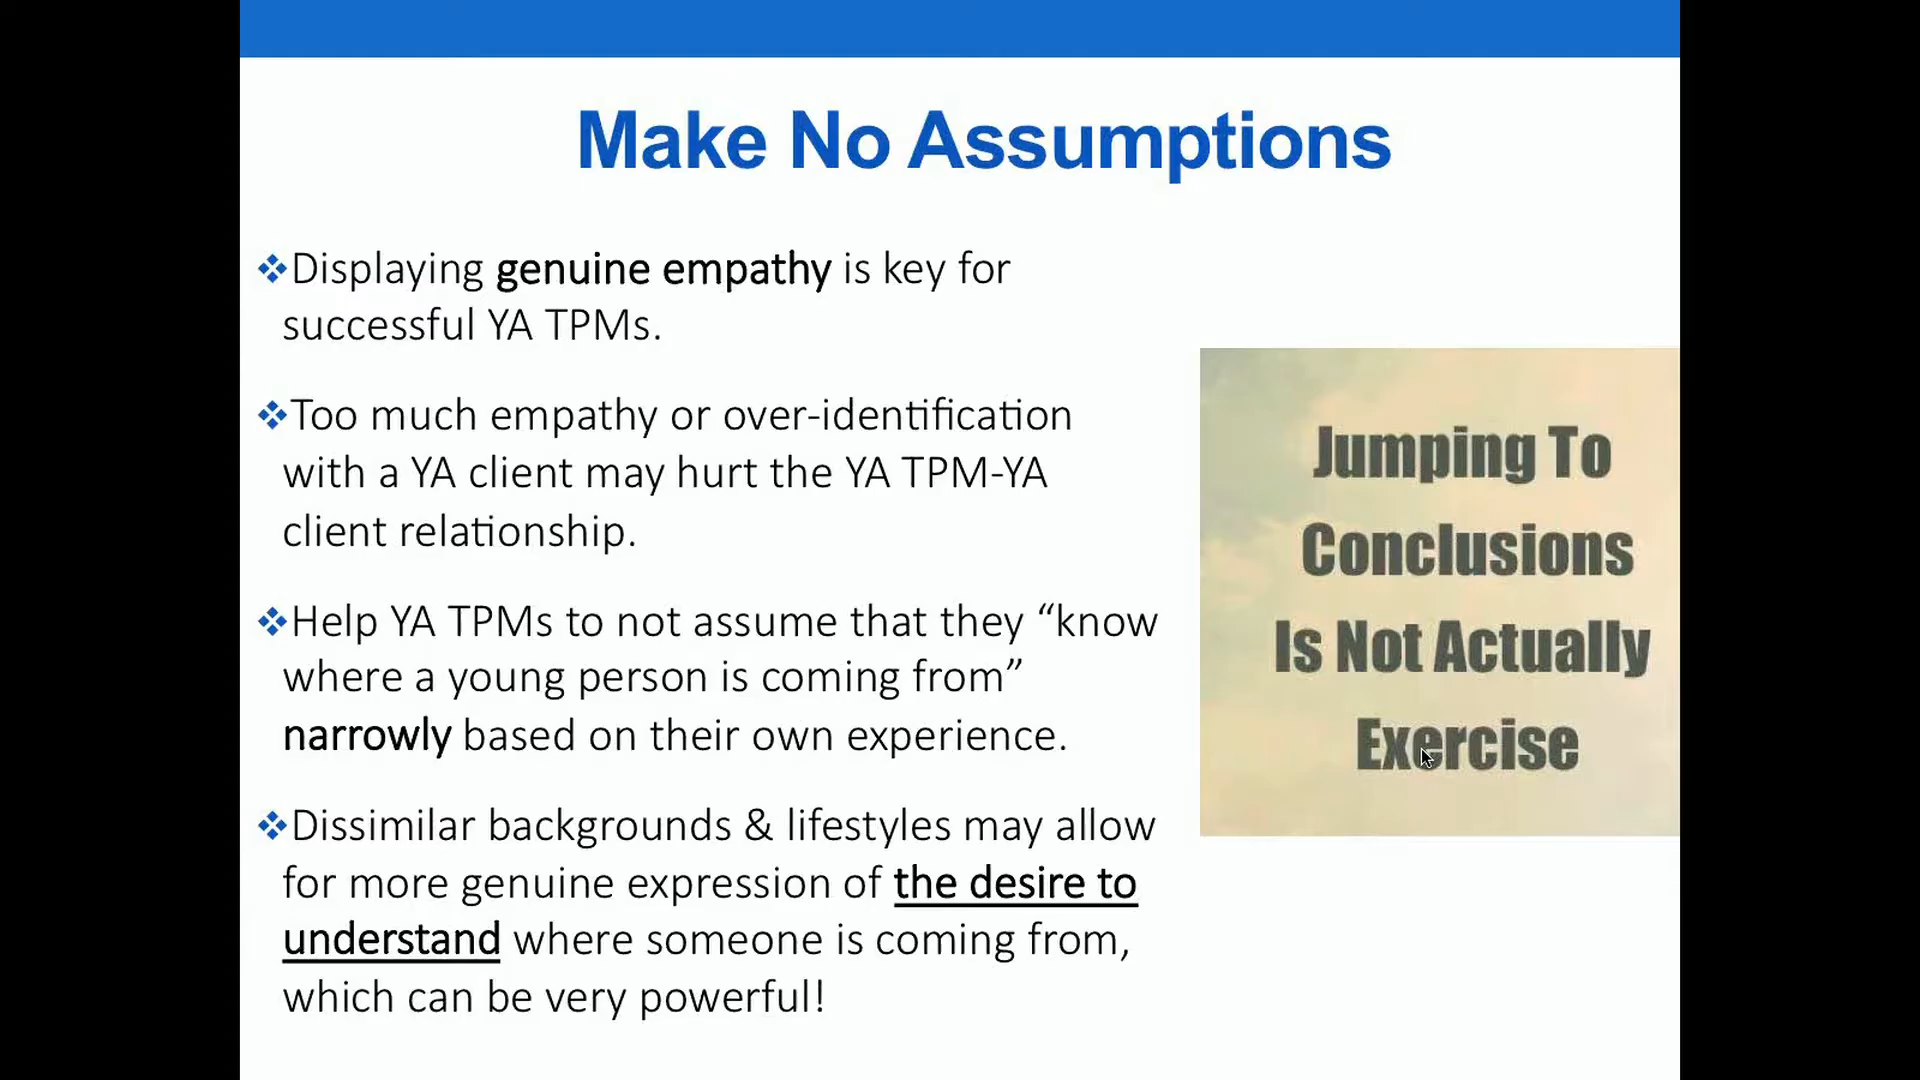 Make No Assumptions
❖Displaying genuine empathy is key for
successful YA TPMs.
❖Too much empathy or over-identification
with a YA client may hurt the YA TPM-YA
client relationship.
❖Help YA TPMs to not assume that they “know
where a young person is coming from”
narrowly based on their own experience.
❖Dissimilar backgrounds & lifestyles may allow
for more genuine expression of the desire to
understand where someone is coming from,
which can be very powerful!
Jumping To
Conclusions
Is Not Actually
Exercise